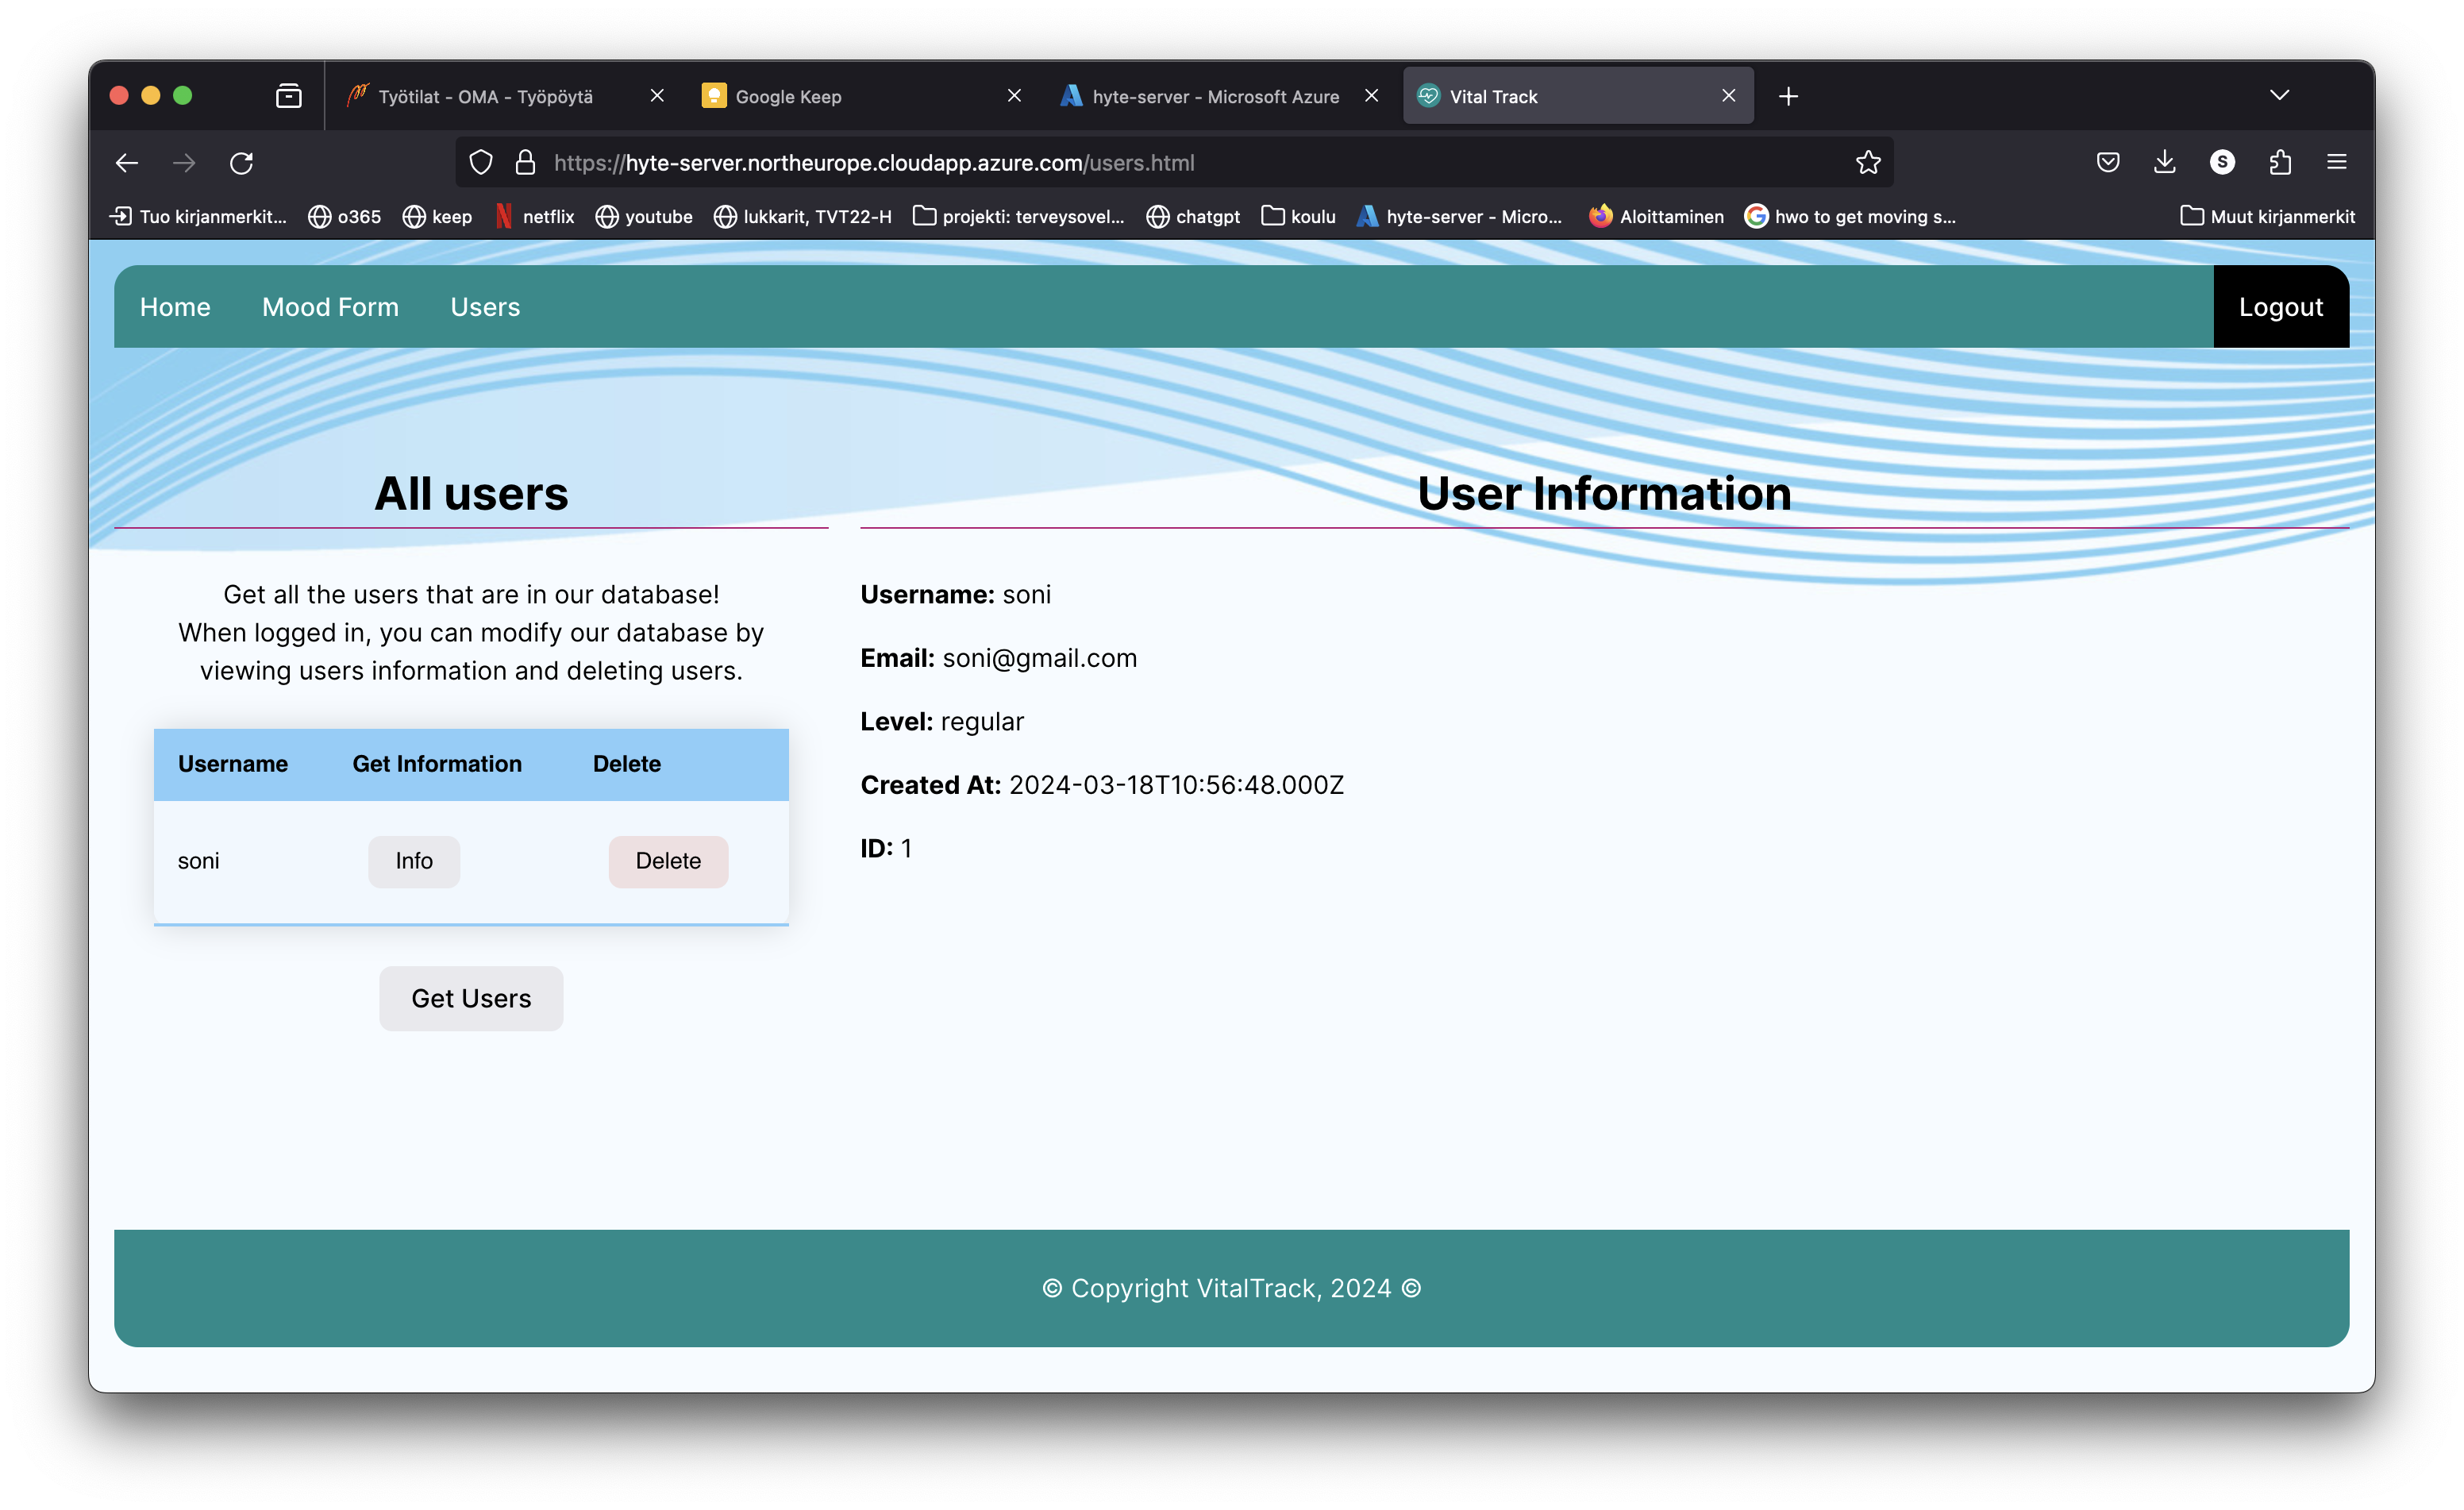 Työtilat - OMA - Työpöytä
Google Keep
hyte-server - Microsoft Azure
Vital Track
https://hyte-server.northeurope.cloudapp.azure.com/users.html
S
Tuo kirjanmerkit...
o365
keep
netflix
youtube
lukkarit, TVT22-H
projekti: terveysovel...
chatgpt
koulu
hyte-server - Micro...
Aloittaminen
hwo to get moving s...
Muut kirjanmerkit
Home
Mood Form
Users
Logout
All users
Get all the users that are in our database!
When logged in, you can modify our database by
viewing users information and deleting users.
Username Get Information Delete
soni Info Delete
Get Users
User Information
Username: soni
Email: soni@gmail.com
Level: regular
Created At: 2024-03-18T10:56:48.000Z
ID: 1
© Copyright VitalTrack, 2024 ©